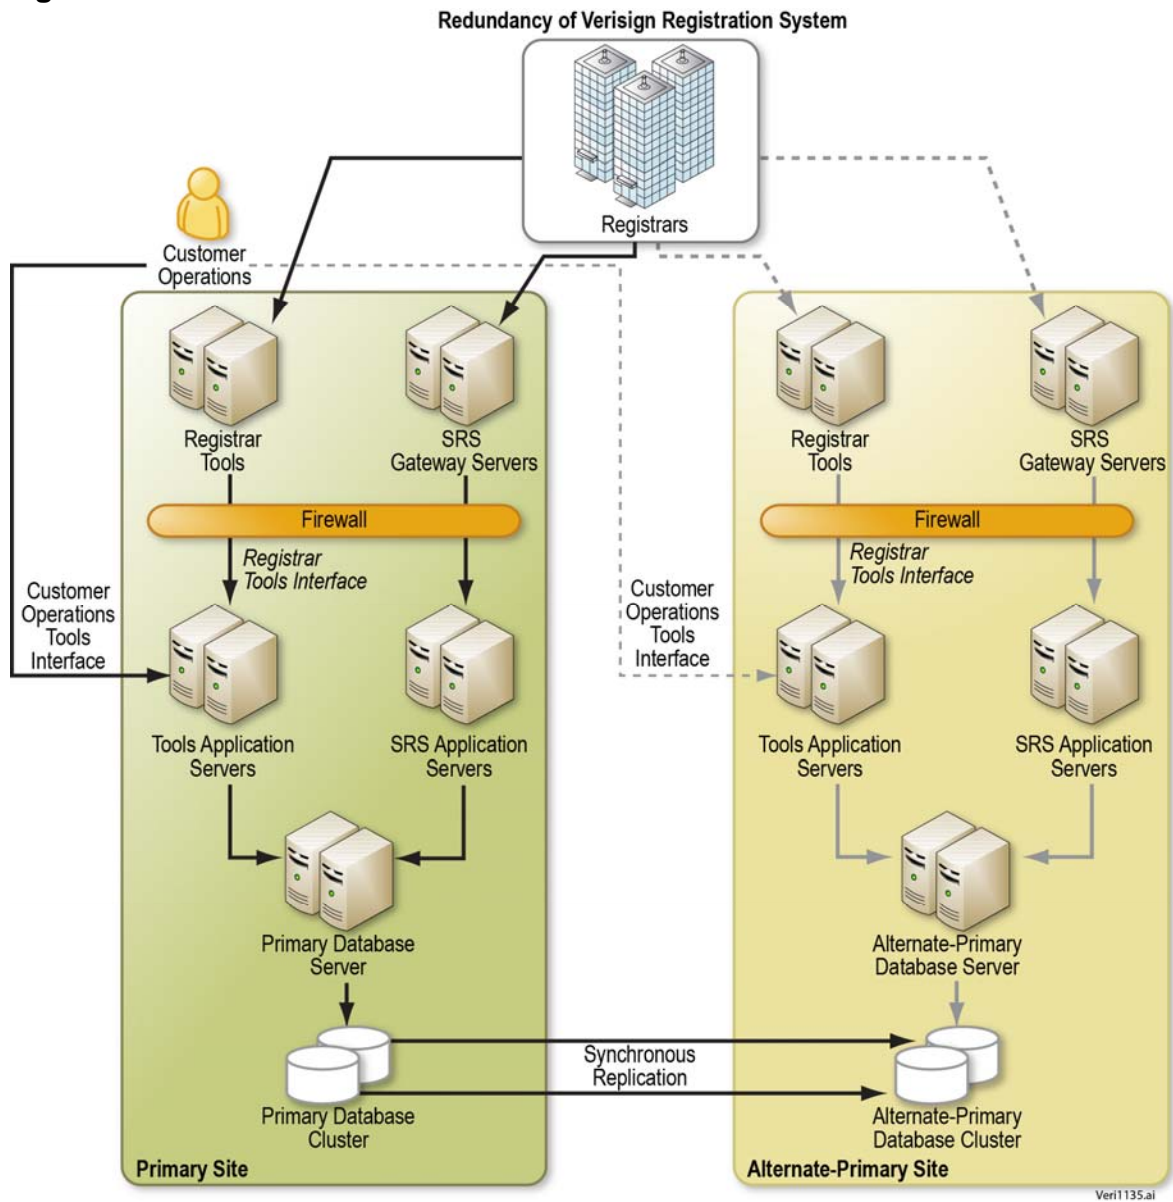 Redundancy of Verisign Registration System
Registrars
Customer
Operations
Registrar
Tools
SRS
Gateway Servers
Firewall
Registrar
Tools Interface
Customer
Operations
Tools
Interface
Tools Application
Servers
SRS Application
Servers
Primary Database
Server
Primary Database
Cluster
Primary Site
Synchronous
Replication
Registrar
Tools
SRS
Gateway Servers
Firewall
Registrar
Tools Interface
Customer
Operations
Tools
Interface
Tools Application
Servers
SRS Application
Servers
Alternate-Primary
Database Server
Alternate-Primary
Database Cluster
Alternate-Primary Site
Veri1135.ai